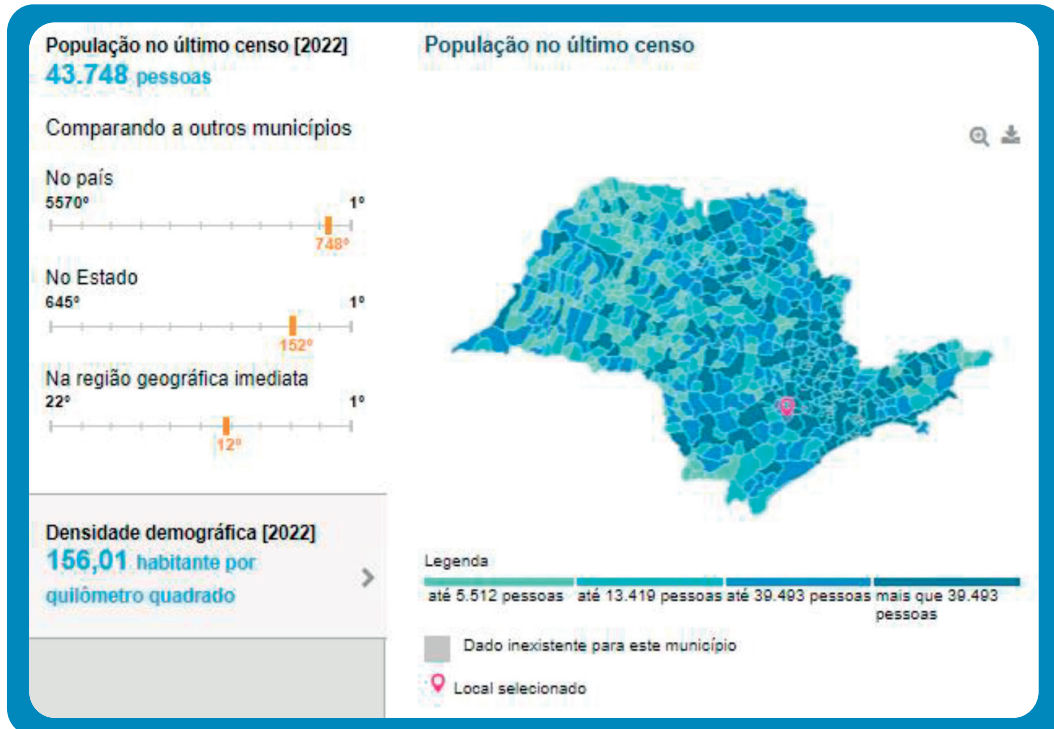 População no último censo [2022]
43.748 pessoas
Comparando a outros municípios
No país
5570º 1º
748º
No Estado
645º 1º
152º
Na região geográfica imediata
22º 1º
12º
Densidade demográfica [2022]
156,01 habitante por
quilômetro quadrado
População no último censo
Legenda
até 5.512 pessoas até 13.419 pessoas até 39.493 pessoas mais que 39.493
pessoas
Dado inexistente para este município
Local selecionado